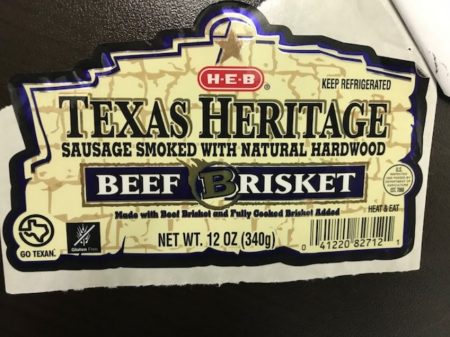 H-E-B
KEEP REFRIGERATED
TEXAS HERITAGE
SAUSAGE SMOKED WITH NATURAL HARDWOOD
BEEF BRISKET
Made with Beef Brisket and Fully Cooked Brisket Added
HEAT & EAT
NET WT. 12 OZ (340g)
GO TEXAN.
Gluten Free
0 41220 82712 1